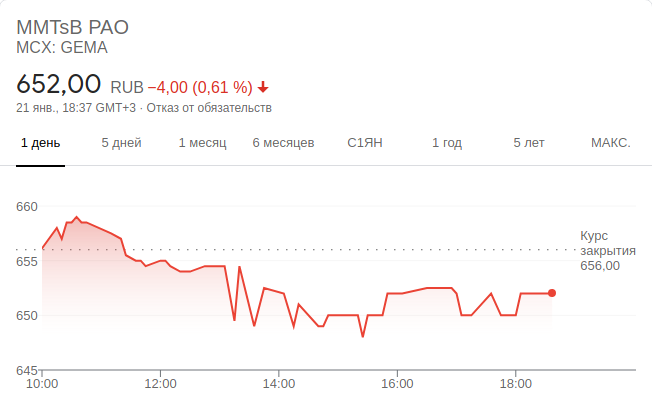 MMTsB PAO
MCX: GEMA
652,00 RUB −4,00 (0,61 %)
21 янв., 18:37 GMT+3 · Отказ от обязательств
1 день 5 дней 1 месяц 6 месяцев С1ЯН 1 год 5 лет МАКС.
660
655
650
645
Курс
закрытия
656,00
10:00 12:00 14:00 16:00 18:00